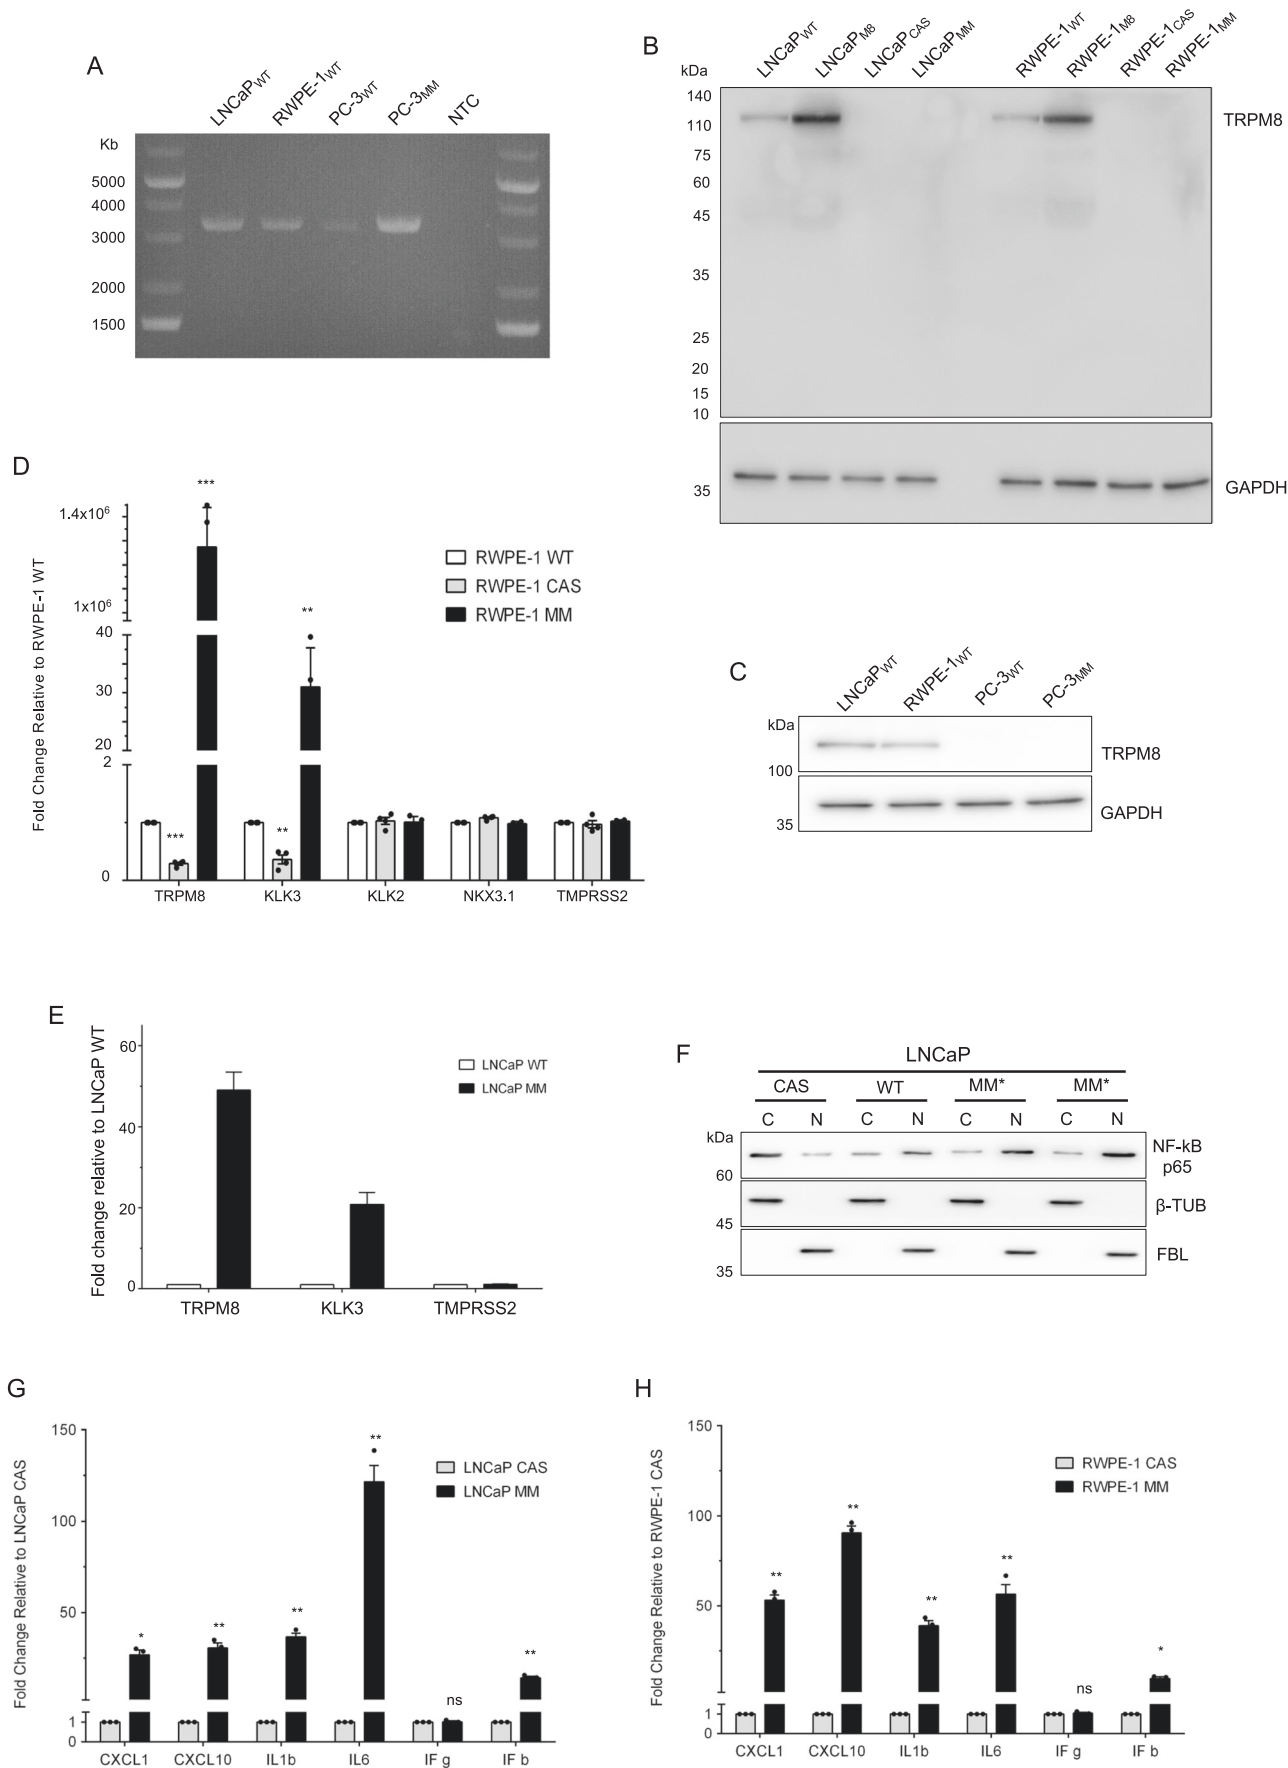 A
LNCaPWT
RWPE-1WT
PC-3WT
PC-3MM
NTC
Kb
5000
4000
3000
2000
1500
B
LNCaPWT
LNCaPM8
LNCaPCAS
LNCaPMM
RWPE-1WT
RWPE-1M8
RWPE-1CAS
RWPE-1MM
kDa
140
110
75
60
45
35
25
20
15
10
TRPM8
35
GAPDH
D
Fold Change Relative to RWPE-1 WT
1.4x10⁶
1x10⁶
40
30
20
2
1
0
***
***
**
**
RWPE-1 WT
RWPE-1 CAS
RWPE-1 MM
TRPM8
KLK3
KLK2
NKX3.1
TMPRSS2
C
LNCaPWT
RWPE-1WT
PC-3WT
PC-3MM
kDa
100
TRPM8
35
GAPDH
E
Fold change relative to LNCaP WT
60
40
20
0
LNCaP WT
LNCaP MM
TRPM8
KLK3
TMPRSS2
F
LNCaP
CAS WT MM* MM*
C N C N C N C N
kDa
60
NF-kB
p65
45
β-TUB
35
FBL
G
Fold Change Relative to LNCaP CAS
150
100
50
1
0
*
**
**
**
ns
**
LNCaP CAS
LNCaP MM
CXCL1
CXCL10
IL1b
IL6
IF g
IF b
H
Fold Change Relative to RWPE-1 CAS
150
100
50
1
0
**
**
**
**
ns
*
RWPE-1 CAS
RWPE-1 MM
CXCL1
CXCL10
IL1b
IL6
IF g
IF b